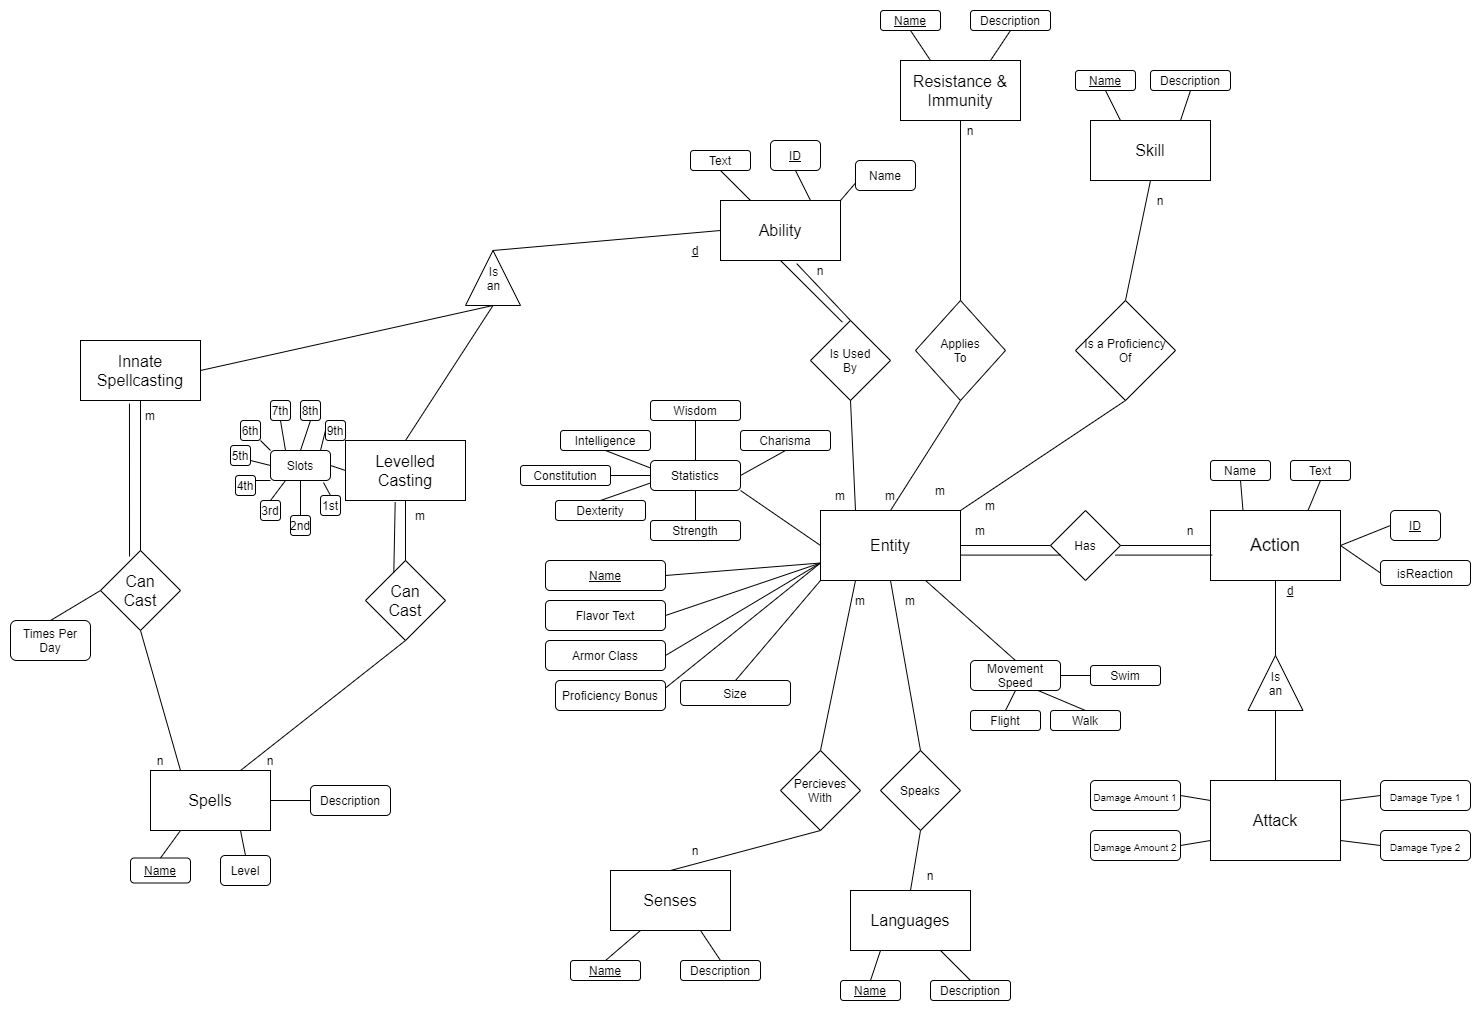 Name
Description
Resistance &
Immunity
n
Name
Description
Skill
n
Text
ID
Name
Ability
d
n
Is
an
Innate
Spellcasting
m
Is Used
By
Applies
To
Is a Proficiency
Of
7th
8th
6th
9th
5th
Slots
4th
3rd
2nd
1st
Levelled
Casting
m
Wisdom
Intelligence
Charisma
Constitution
Statistics
Dexterity
Strength
m
m
m
m
Entity
m
Has
n
Name
Text
Action
ID
isReaction
d
Can
Cast
Times Per
Day
Can
Cast
Name
Flavor Text
Armor Class
Proficiency Bonus
Size
m
m
Movement
Speed
Swim
Flight
Walk
Is
an
n
n
Spells
Description
Name
Level
Percieves
With
Speaks
Damage Amount 1
Damage Type 1
Attack
Damage Amount 2
Damage Type 2
n
Senses
Name
Description
n
Languages
Name
Description